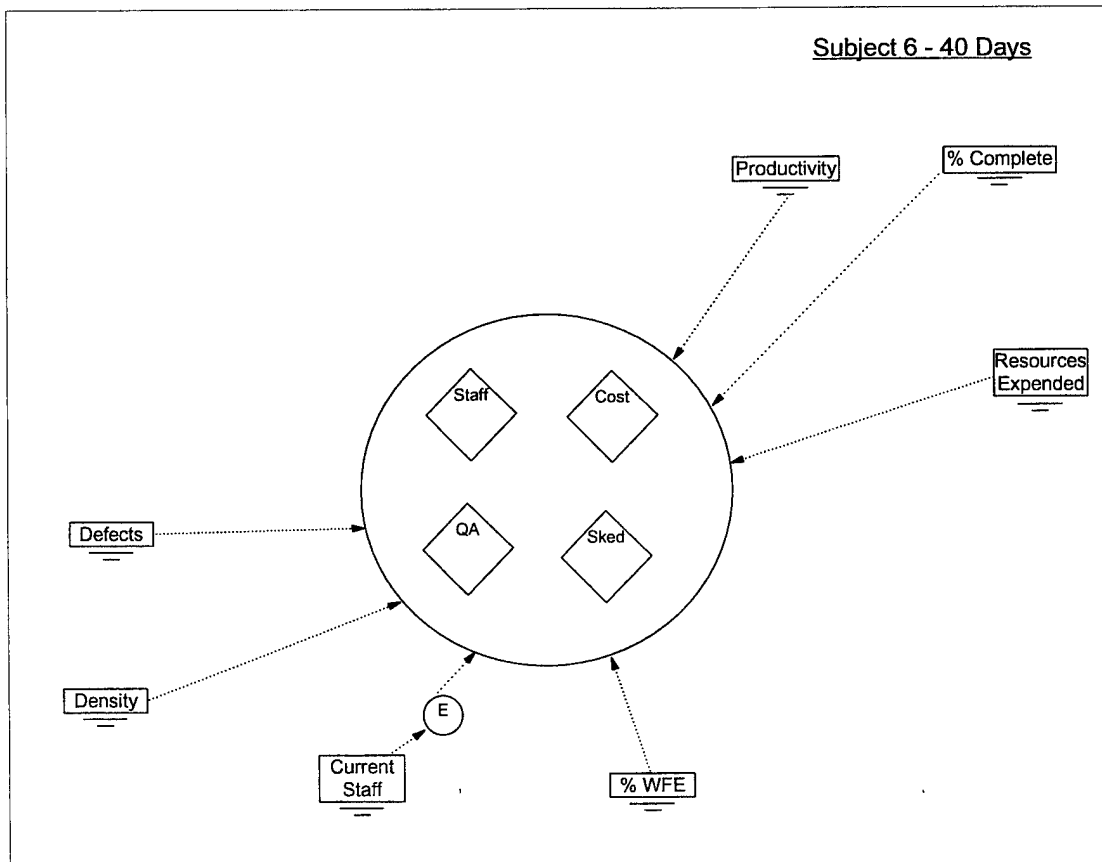 Subject 6 - 40 Days
Productivity
% Complete
Resources
Expended
Staff
Cost
QA
Sked
Defects
Density
E
Current
Staff
% WFE